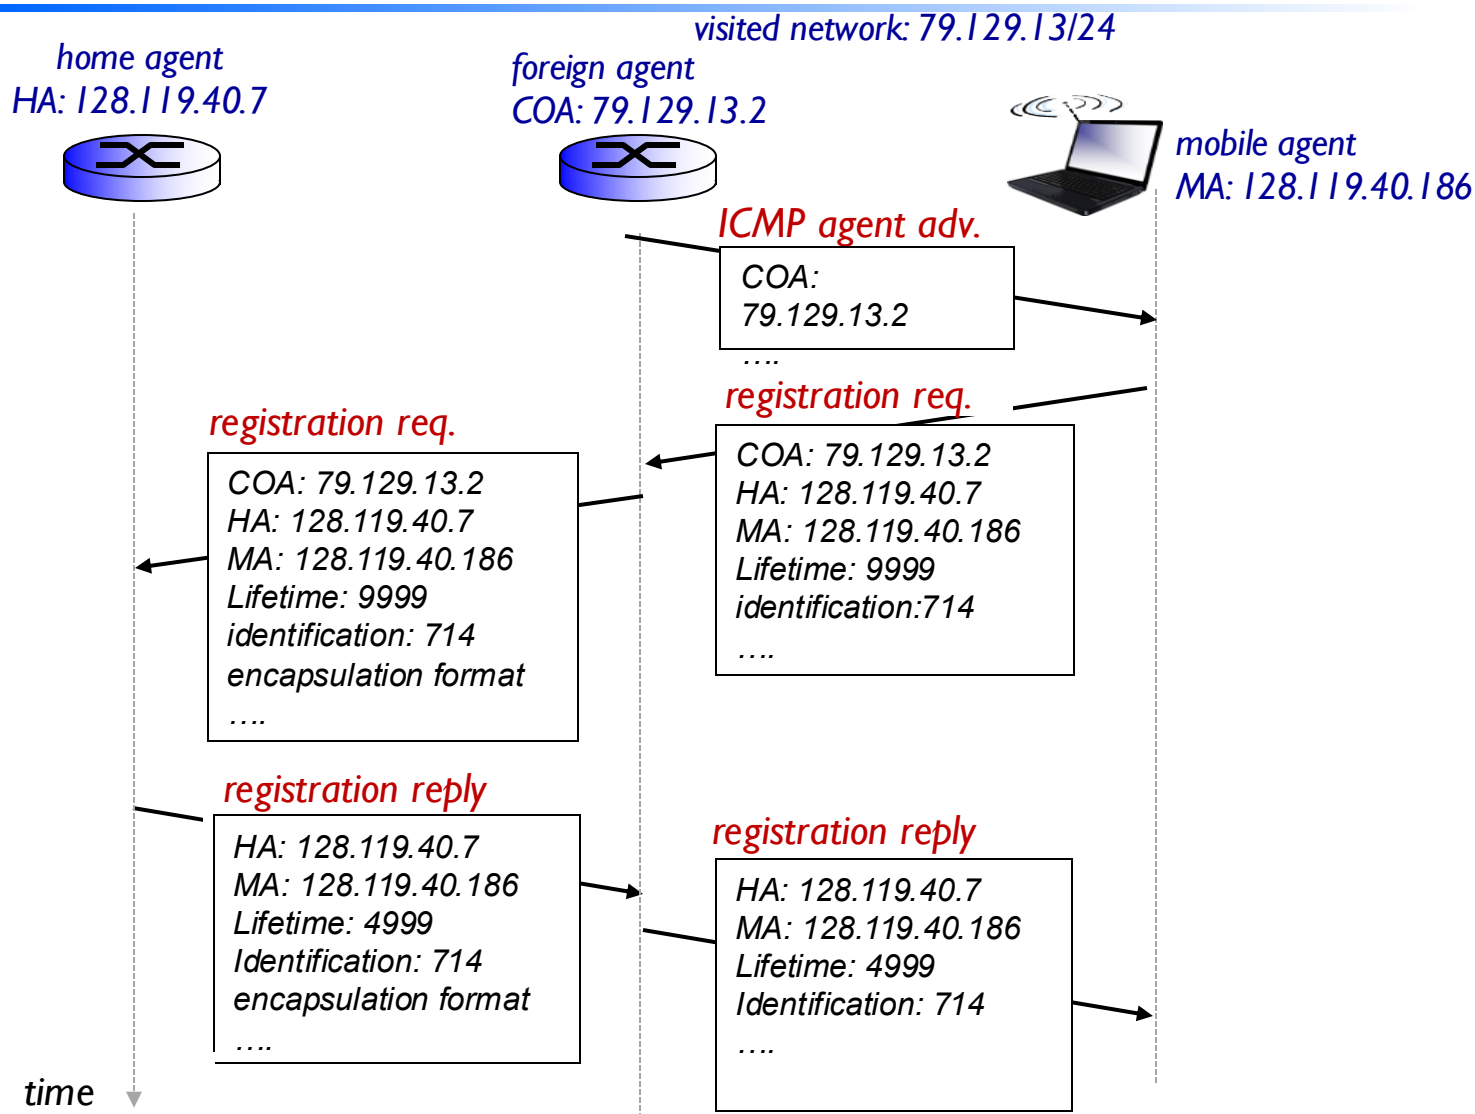 visited network: 79.129.13/24
home agent
HA: 128.119.40.7
foreign agent
COA: 79.129.13.2
mobile agent
MA: 128.119.40.186
ICMP agent adv.
COA:
79.129.13.2
….
registration req.
COA: 79.129.13.2
HA: 128.119.40.7
MA: 128.119.40.186
Lifetime: 9999
identification:714
….
registration req.
COA: 79.129.13.2
HA: 128.119.40.7
MA: 128.119.40.186
Lifetime: 9999
identification: 714
encapsulation format
….
registration reply
HA: 128.119.40.7
MA: 128.119.40.186
Lifetime: 4999
Identification: 714
encapsulation format
….
registration reply
HA: 128.119.40.7
MA: 128.119.40.186
Lifetime: 4999
Identification: 714
….
time